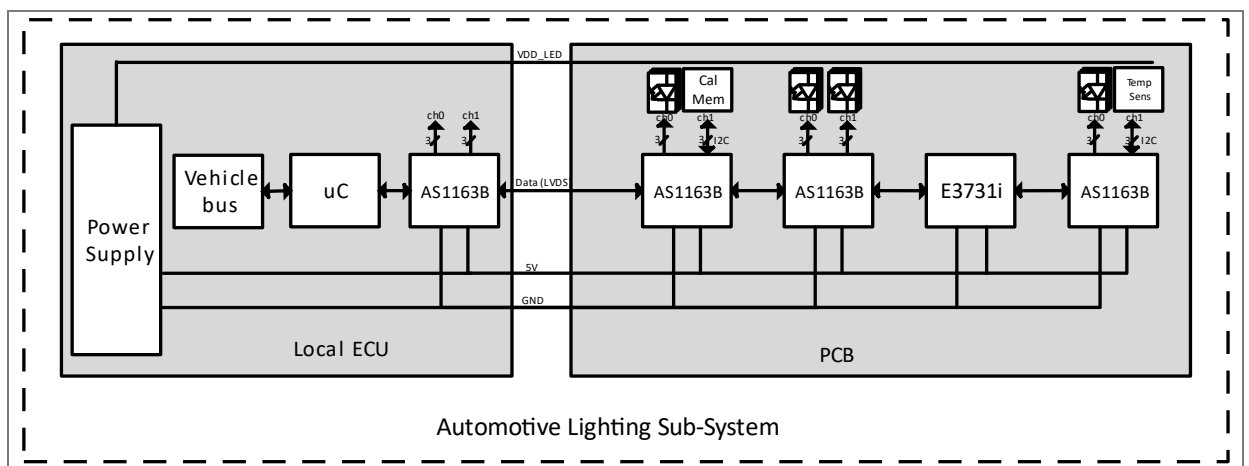 VDD_LED
Cal
Mem
Temp
Sens
ch0
ch1
ch0
ch1
ch0
ch1
ch0
ch1
3
3
3
3
I2C
3
3
3
3
I2C
Vehicle
bus
uC
AS1163B
Data (LVDS
AS1163B
AS1163B
E3731i
AS1163B
Power
Supply
5V
GND
Local ECU
PCB
Automotive Lighting Sub-System